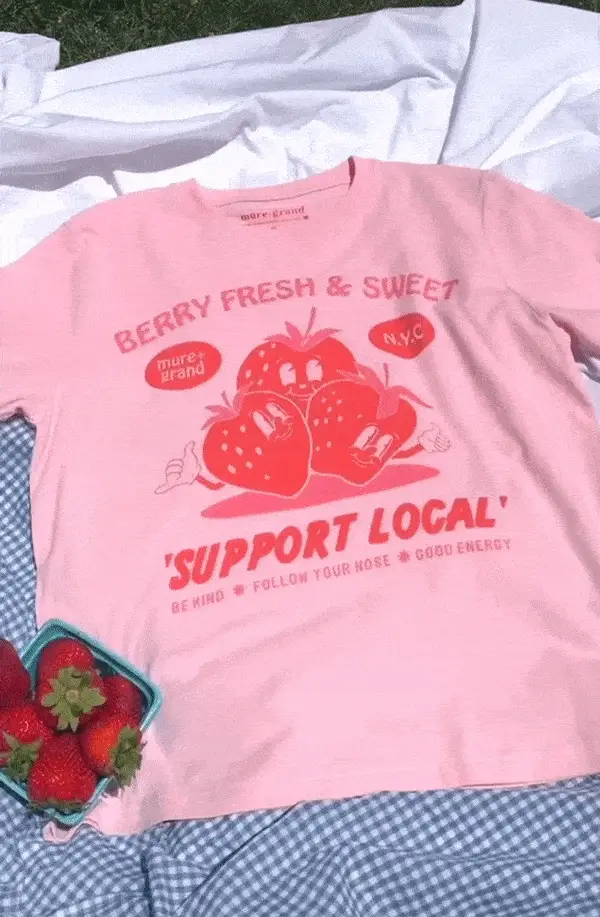 mure+grand
BERRY FRESH & SWEET
mure+
grand
N.Y.C
'SUPPORT LOCAL'
BE KIND * FOLLOW YOUR NOSE * GOOD ENERGY